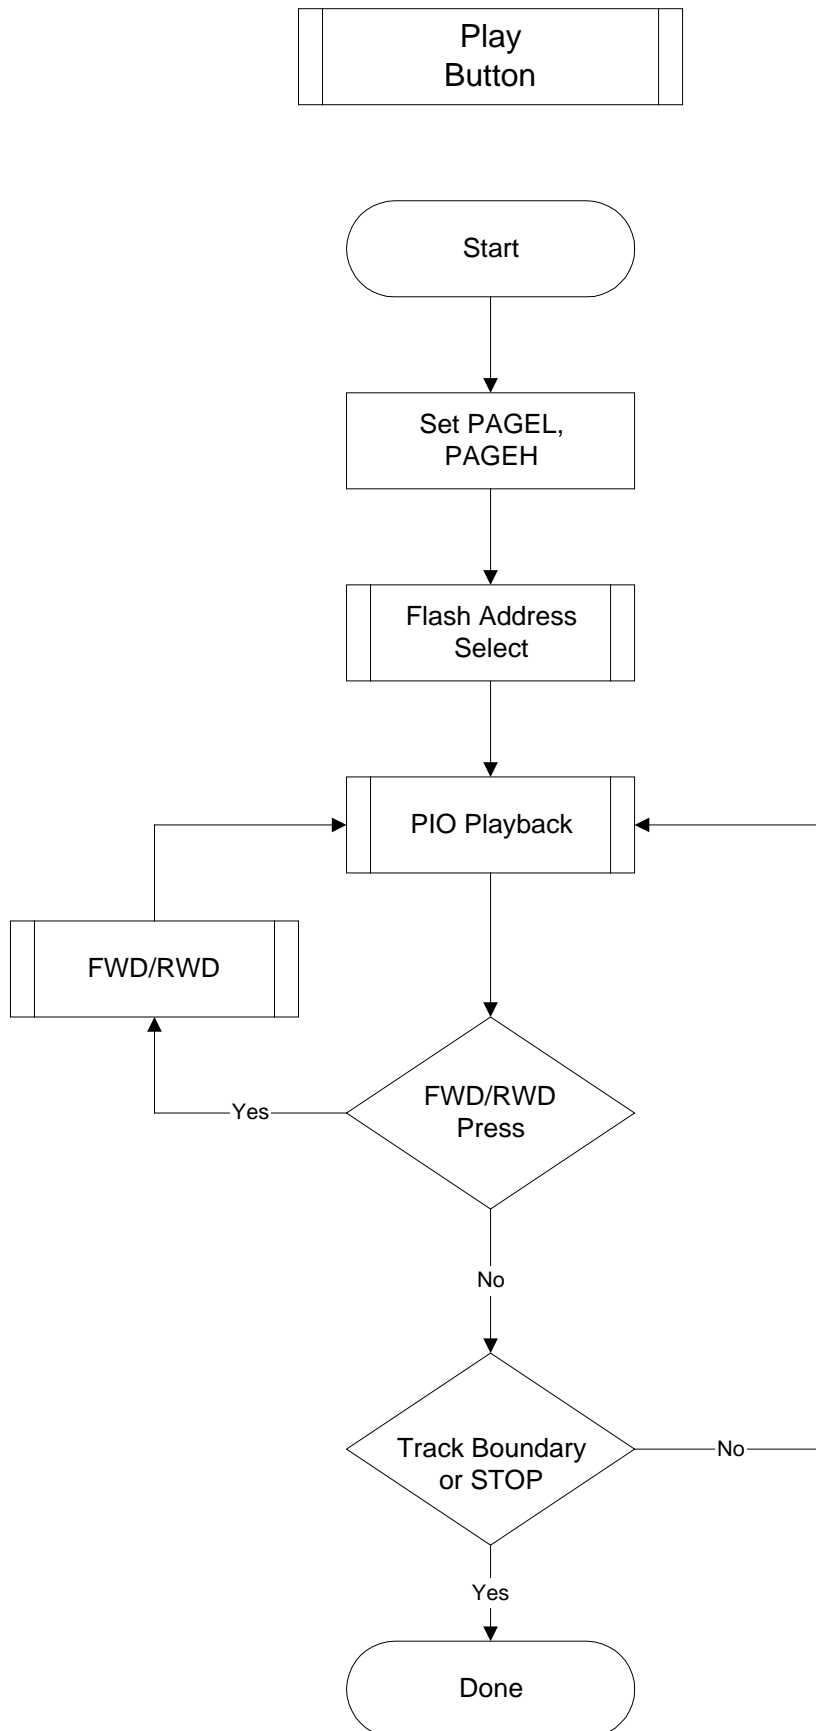 Play
Button
Start
Set PAGEL,
PAGEH
Flash Address
Select
PIO Playback
FWD/RWD
FWD/RWD
Press
Yes
No
Track Boundary
or STOP
No
Yes
Done